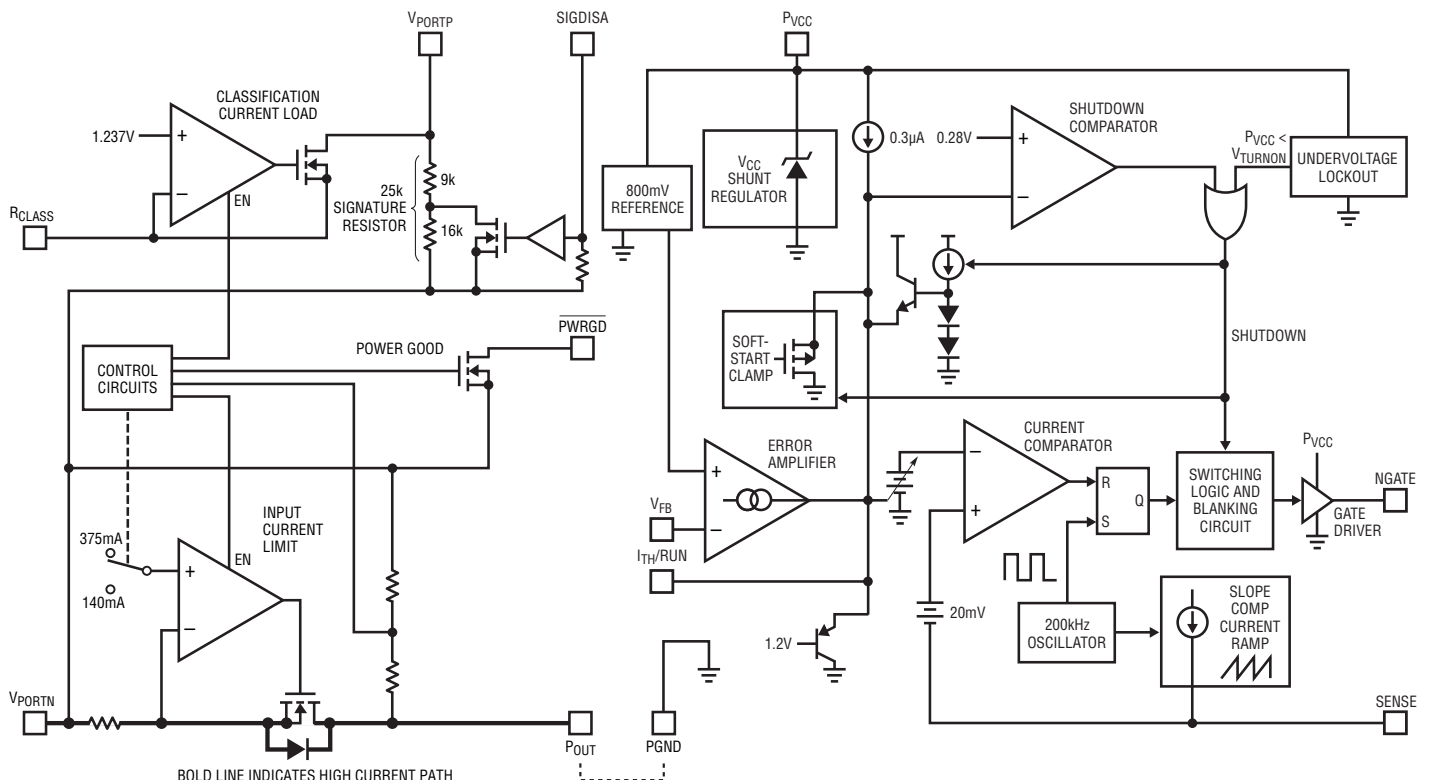 VPORTP
SIGDISA
PVCC
CLASSIFICATION
CURRENT LOAD
1.237V
+
−
EN
RCLASS
25k
SIGNATURE
RESISTOR
9k
16k
800mV
REFERENCE
VCC
SHUNT
REGULATOR
0.3µA
0.28V
+
−
SHUTDOWN
COMPARATOR
PVCC <
VTURNON
UNDERVOLTAGE
LOCKOUT
SHUTDOWN
CONTROL
CIRCUITS
POWER GOOD
PWRGD
SOFT-
START
CLAMP
375mA
140mA
INPUT
CURRENT
LIMIT
EN
+
−
ERROR
AMPLIFIER
+
−
VFB
ITH/RUN
CURRENT
COMPARATOR
−
+
R
S
Q
SWITCHING
LOGIC AND
BLANKING
CIRCUIT
PVCC
NGATE
GATE
DRIVER
20mV
200kHz
OSCILLATOR
SLOPE
COMP
CURRENT
RAMP
1.2V
VPORTN
POUT
PGND
SENSE
BOLD LINE INDICATES HIGH CURRENT PATH